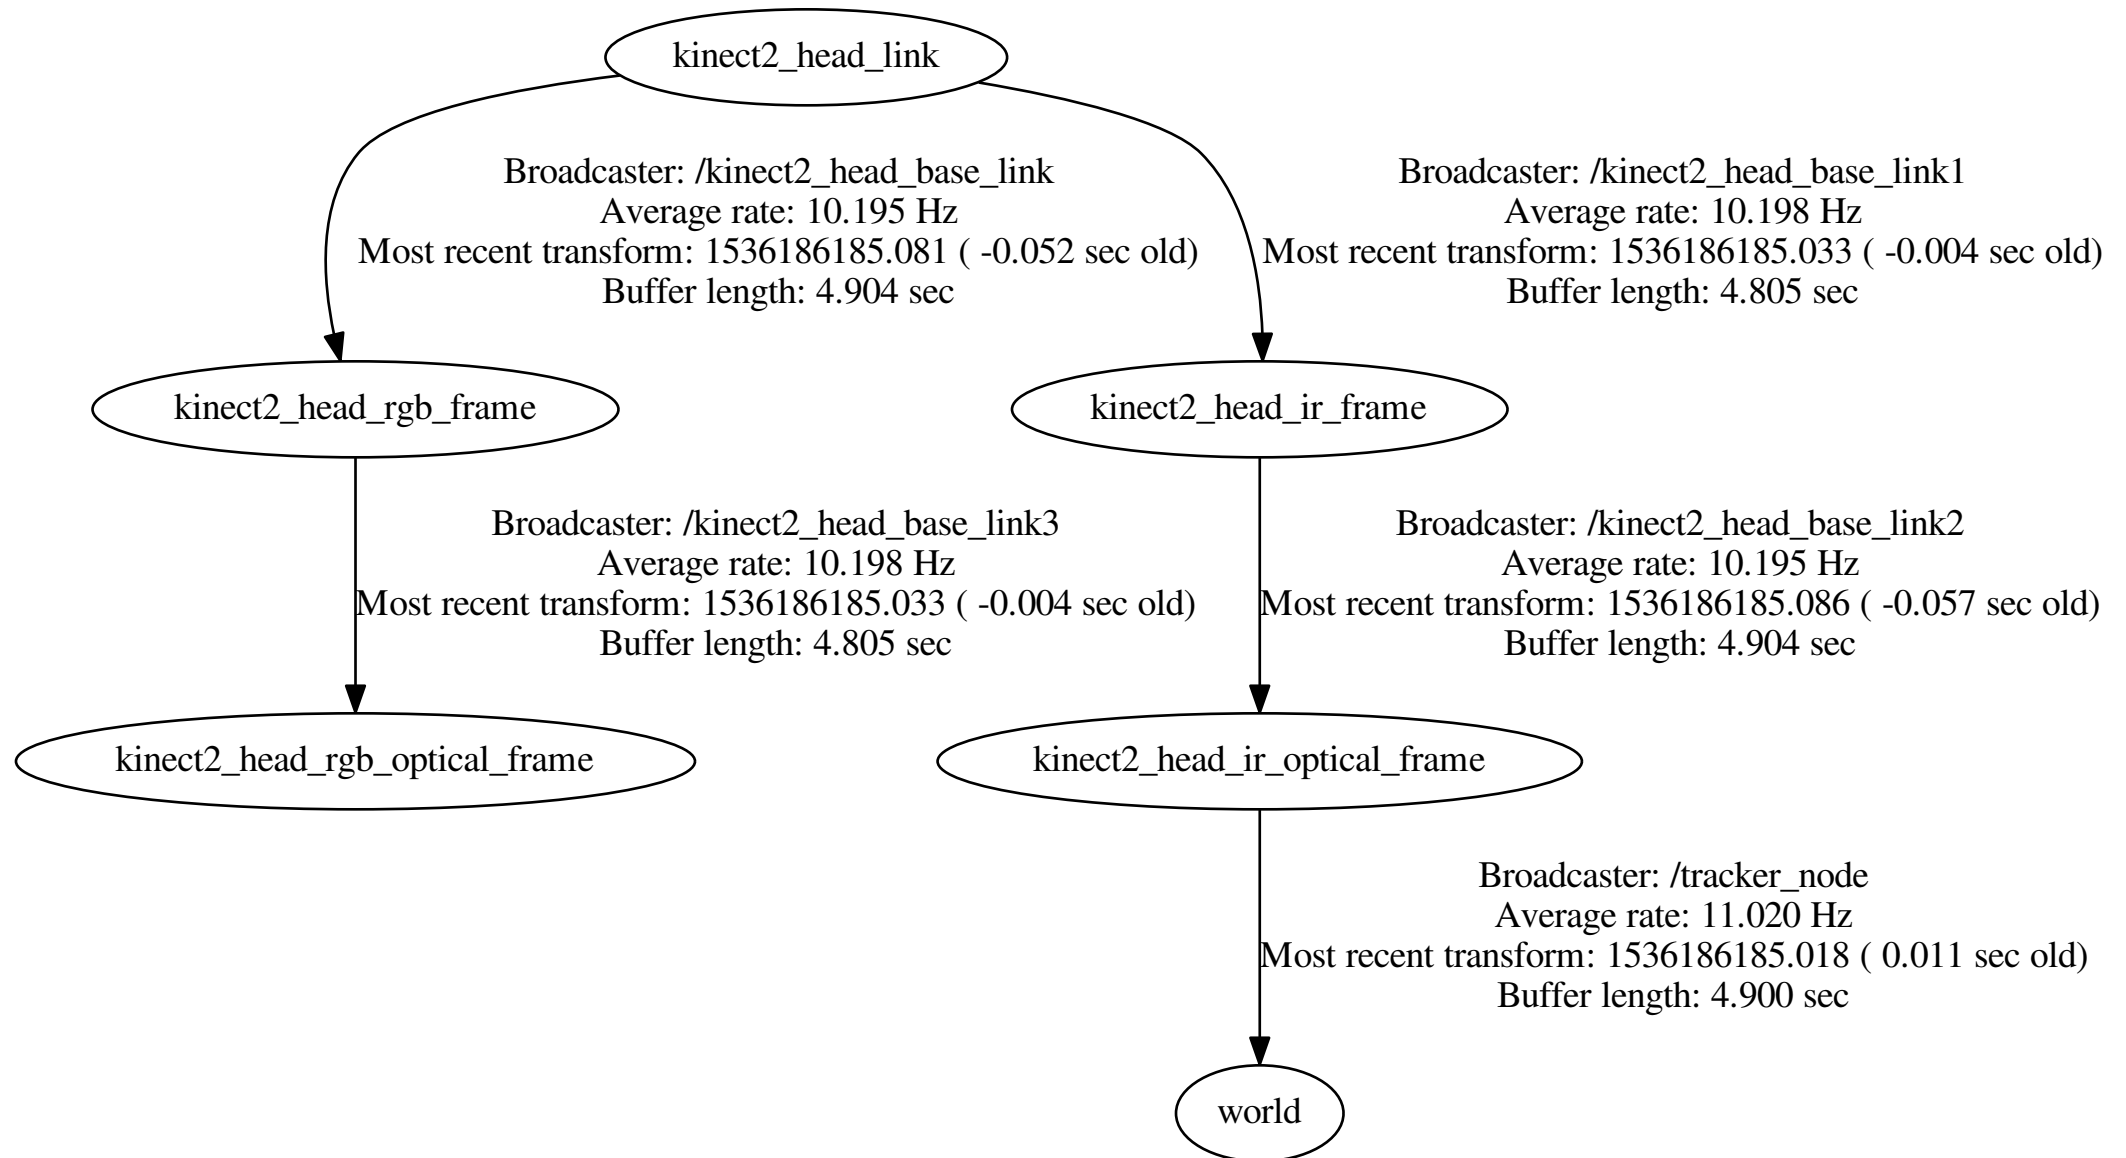 kinect2_head_link
Broadcaster: /kinect2_head_base_link
Average rate: 10.195 Hz
Most recent transform: 1536186185.081 ( -0.052 sec old)
Buffer length: 4.904 sec
Broadcaster: /kinect2_head_base_link1
Average rate: 10.198 Hz
Most recent transform: 1536186185.033 ( -0.004 sec old)
Buffer length: 4.805 sec
kinect2_head_rgb_frame
kinect2_head_ir_frame
Broadcaster: /kinect2_head_base_link3
Average rate: 10.198 Hz
Most recent transform: 1536186185.033 ( -0.004 sec old)
Buffer length: 4.805 sec
Broadcaster: /kinect2_head_base_link2
Average rate: 10.195 Hz
Most recent transform: 1536186185.086 ( -0.057 sec old)
Buffer length: 4.904 sec
kinect2_head_rgb_optical_frame
kinect2_head_ir_optical_frame
Broadcaster: /tracker_node
Average rate: 11.020 Hz
Most recent transform: 1536186185.018 ( 0.011 sec old)
Buffer length: 4.900 sec
world